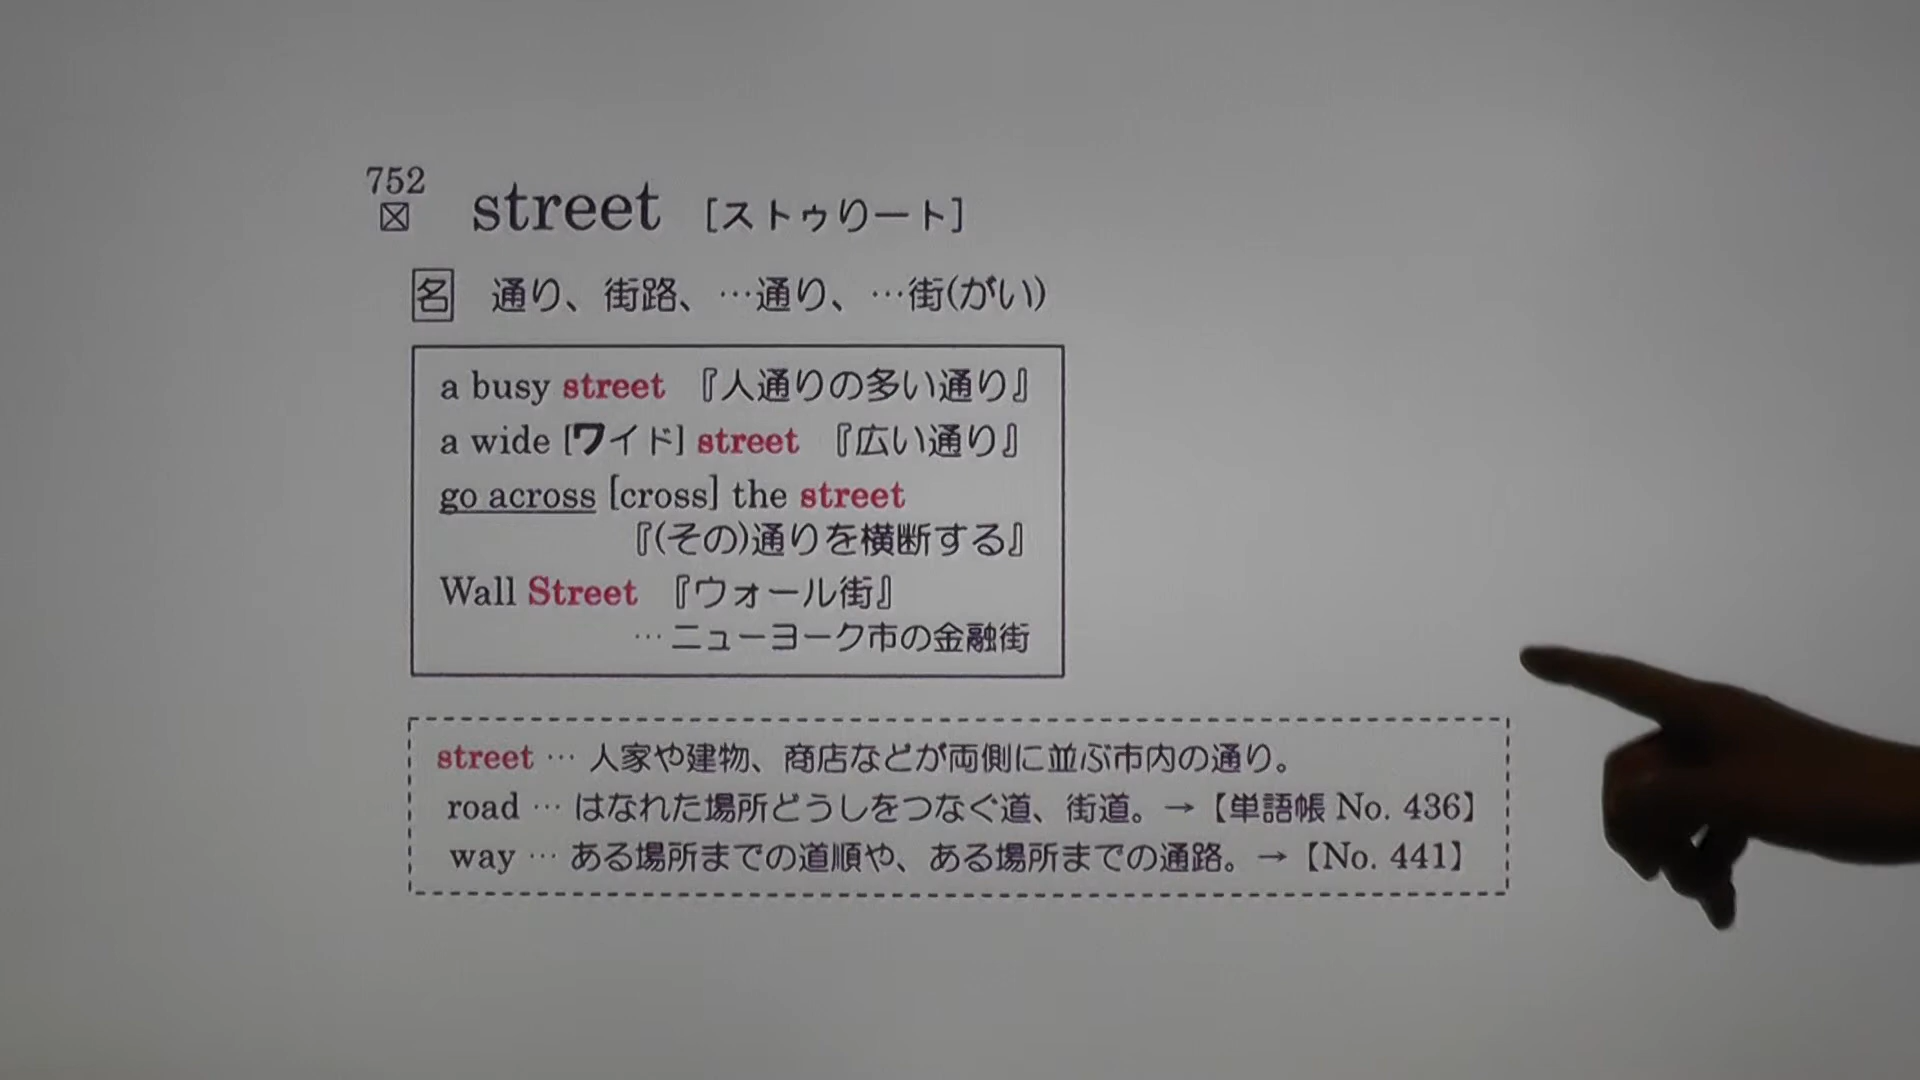 752
street [ストゥりート]
名 通り、街路、…通り、…街(がい)
a busy street 『人通りの多い通り』
a wide [ワイド] street 『広い通り』
go across [cross] the street
『(その)通りを横断する』
Wall Street 『ウォール街』
… ニューヨーク市の金融街
street … 人家や建物、商店などが両側に並ぶ市内の通り。
road … はなれた場所どうしをつなぐ道、街道。→【単語帳 No. 436】
way … ある場所までの道順や、ある場所までの通路。→【No. 441】